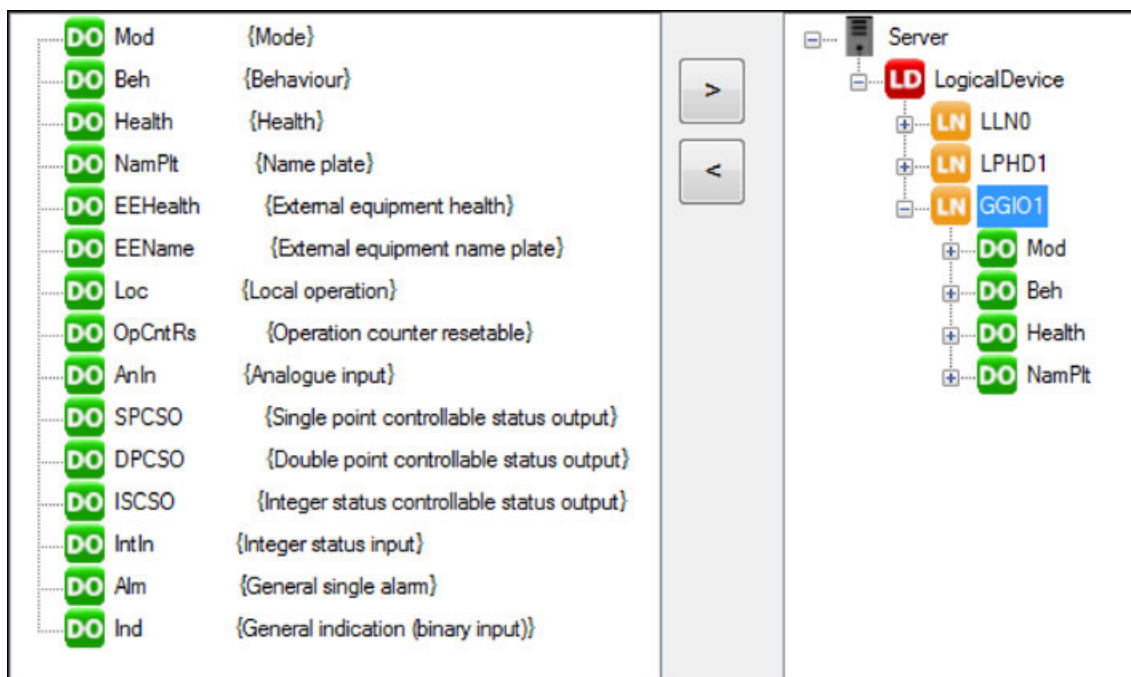 DO Mod {Mode}
DO Beh {Behaviour}
DO Health {Health}
DO NamPlt {Name plate}
DO EEHealth {External equipment health}
DO EEName {External equipment name plate}
DO Loc {Local operation}
DO OpCntRs {Operation counter resetable}
DO AnIn {Analogue input}
DO SPCSO {Single point controllable status output}
DO DPCSO {Double point controllable status output}
DO ISCSO {Integer status controllable status output}
DO IntIn {Integer status input}
DO Alm {General single alarm}
DO Ind {General indication (binary input)}
>
<
Server
LD LogicalDevice
LN LLN0
LN LPHD1
LN GGIO1
DO Mod
DO Beh
DO Health
DO NamPlt